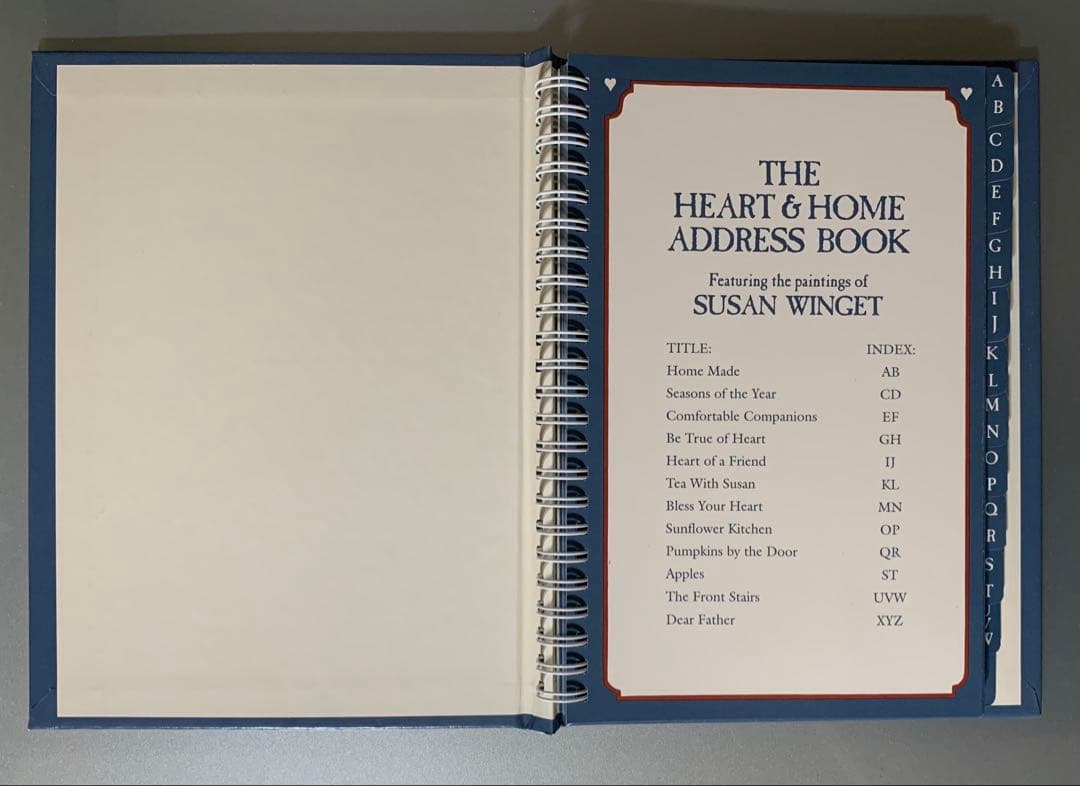 THE
HEART & HOME
ADDRESS BOOK
Featuring the paintings of
SUSAN WINGET
TITLE: INDEX:
Home Made AB
Seasons of the Year CD
Comfortable Companions EF
Be True of Heart GH
Heart of a Friend IJ
Tea With Susan KL
Bless Your Heart MN
Sunflower Kitchen OP
Pumpkins by the Door QR
Apples ST
The Front Stairs UVW
Dear Father XYZ
A
B
C
D
E
F
G
H
I
J
K
L
M
N
O
P
Q
R
S
T
U
V
W